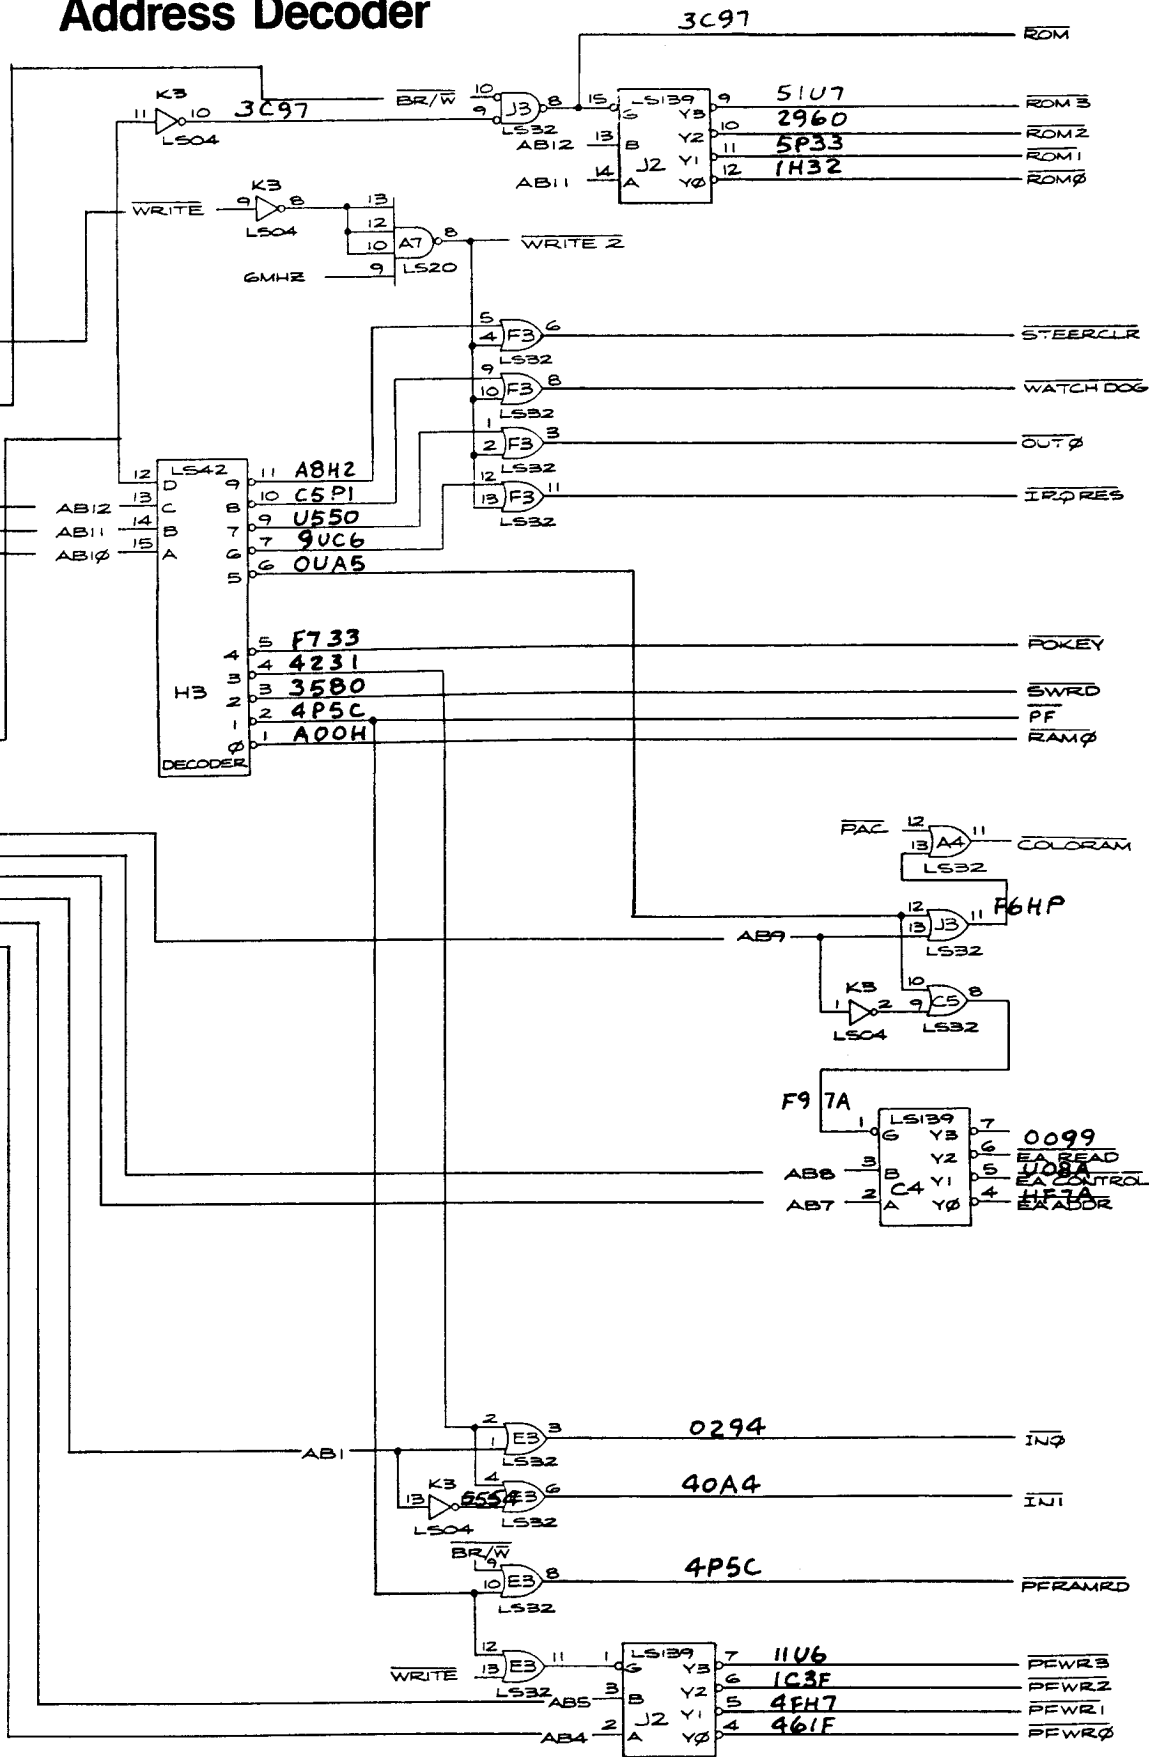 Address Decoder
3C97
ROM
K3
11 10 3C97
LS04
BR/W 10 9 J3 8
LS32
15 LS139 9 51U7 ROM3
G Y3
AB12 13 B Y2 10 2960 ROM2
J2 Y1 11 5P33 ROM1
AB11 14 A YØ 12 1H32 ROMØ
K3
WRITE 9 8
LS04
13
12
10 A7 8 WRITE 2
6MHZ 9 LS20
5
4 F3 6 STEERCLR
LS32
9
10 F3 8 WATCH DOG
LS32
1
2 F3 3 OUTØ
LS32
12
13 F3 11 IRQRES
LS32
12 LS42 11 A8H2
D 9
AB12 13 C 8 10 C5P1
AB11 14 B 7 9 U550
AB1Ø 15 A 6 7 9UC6
5 6 0UA5
4 5 F733 POKEY
3 4 4231
H3 2 3 3580 SWRD
1 2 4P5C PF
Ø 1 A00H RAMØ
DECODER
PAC 12
13 A4 11 COLORAM
LS32
12 F6HP
AB9 13 J3 11
LS32
K3 10
1 2 9 C5 8
LS04 LS32
F97A
1 LS139 7 0099
G Y3
Y2 6 EA READ
AB8 3 B Y1 5 U08A
C4 EA CONTROL
AB7 2 A YØ 4 HF7A
EA ADDR
2
AB1 1 E3 3 0294 INØ
LS32
K3 4
13 5554 E3 6 40A4 IN1
LS04 LS32
BR/W
9
10 E3 8 4P5C PFRAMRD
LS32
12
WRITE 13 E3 11
LS32
1 LS139 7 11U6 PFWR3
G Y3
AB5 3 B Y2 6 1C3F PFWR2
J2 Y1 5 4FH7 PFWR1
AB4 2 A YØ 4 461F PFWRØ